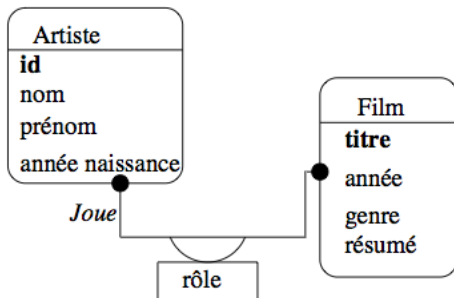 Artiste
id
nom
prénom
année naissance
Joue
rôle
Film
titre
année
genre
résumé